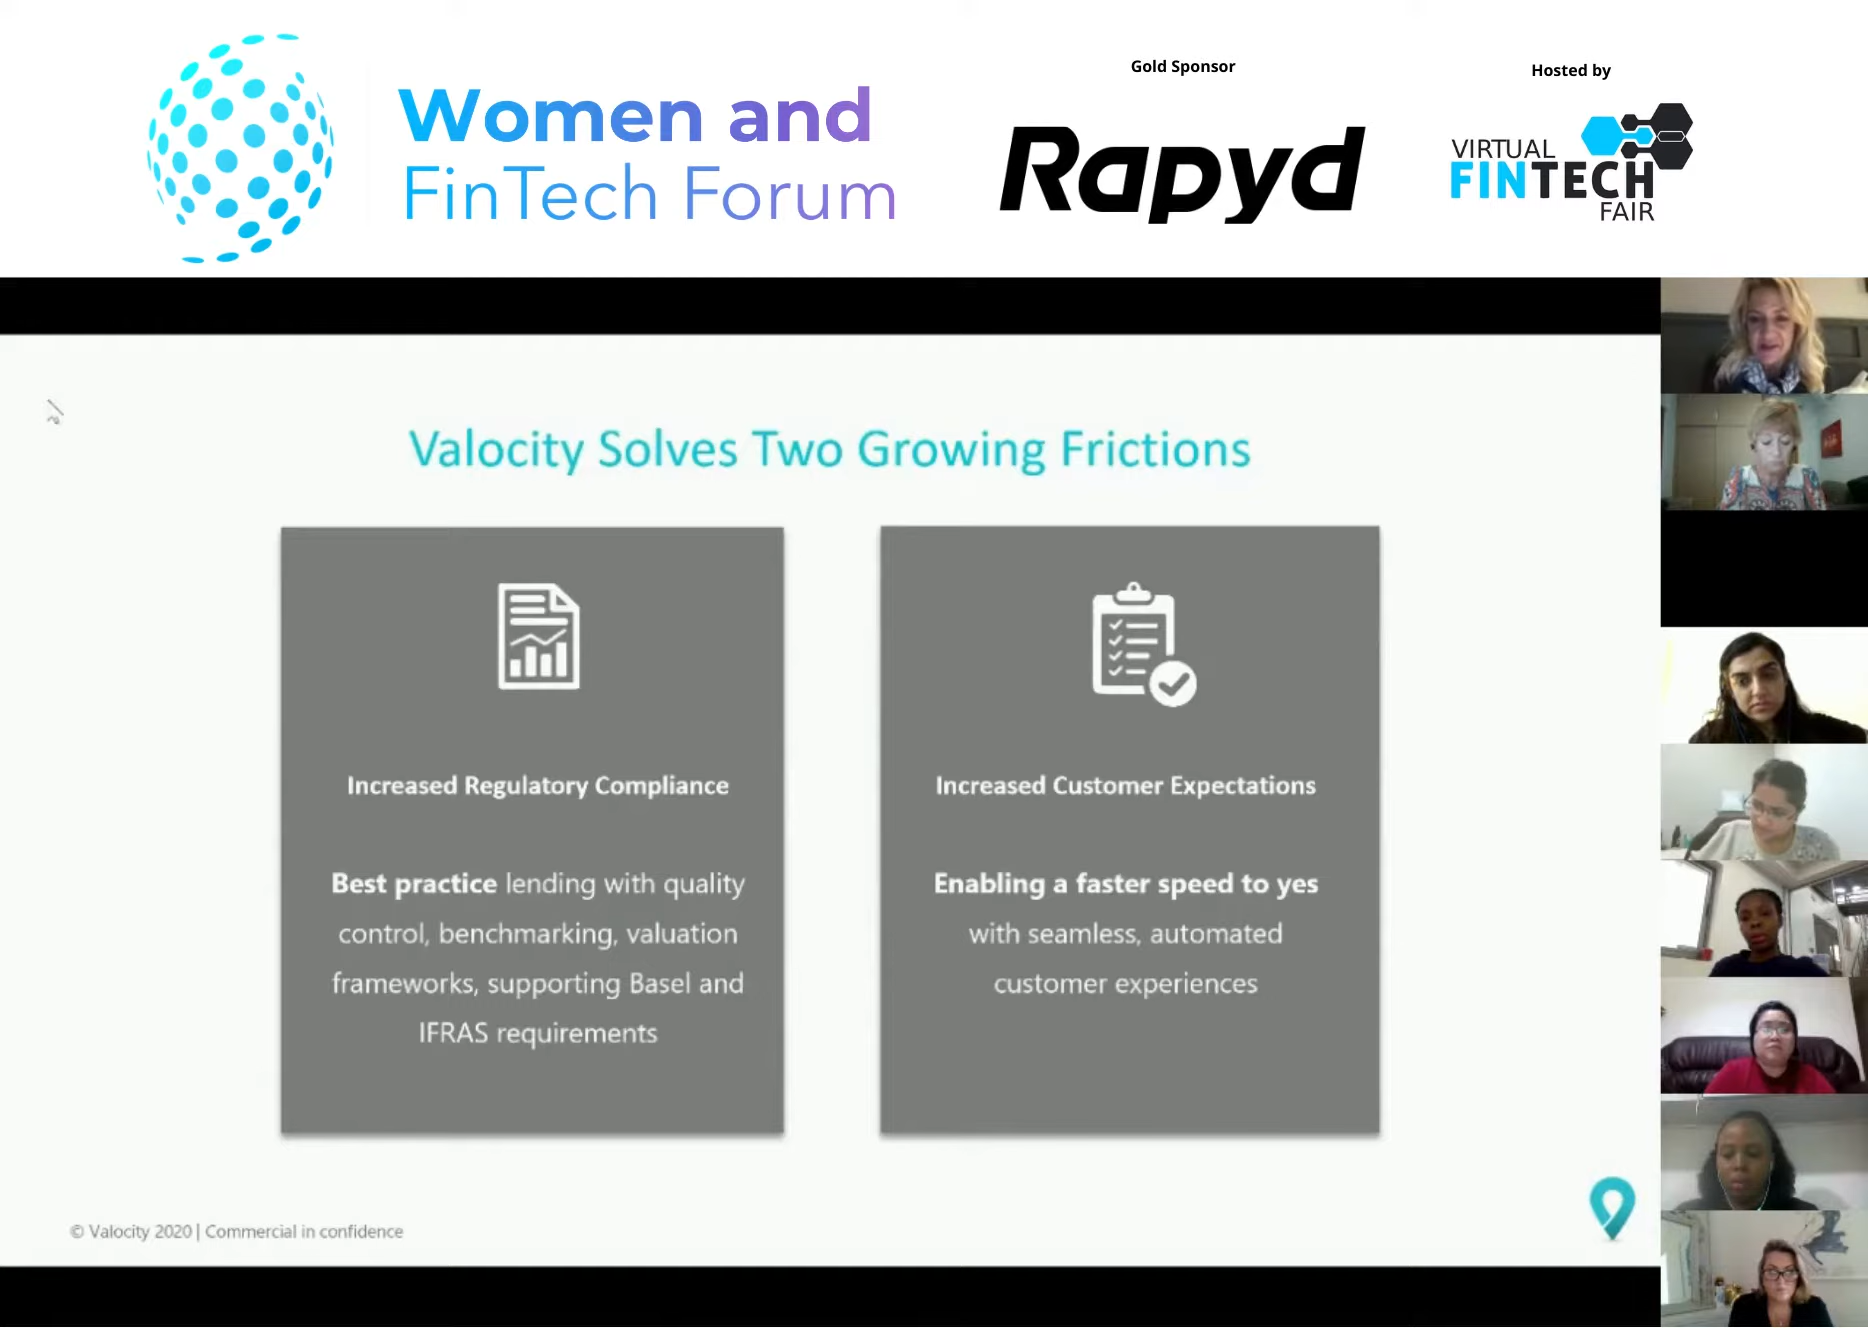 Women and
FinTech Forum
Gold Sponsor
Rapyd
Hosted by
VIRTUAL
FINTECH
FAIR
Valocity Solves Two Growing Frictions
Increased Regulatory Compliance
Best practice lending with quality
control, benchmarking, valuation
frameworks, supporting Basel and
IFRAS requirements
Increased Customer Expectations
Enabling a faster speed to yes
with seamless, automated
customer experiences
© Valocity 2020 | Commercial in confidence